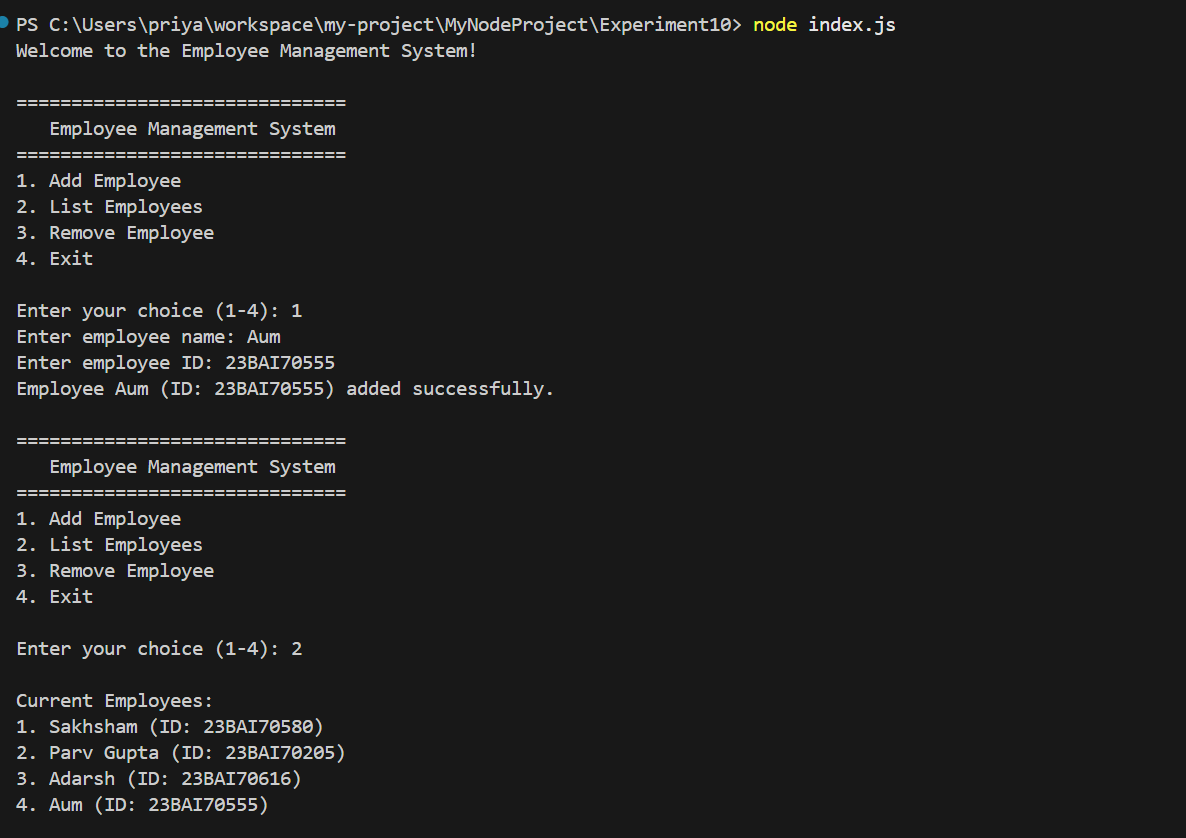 PS C:\Users\priya\workspace\my-project\MyNodeProject\Experiment10> node index.js
Welcome to the Employee Management System!
==============================
Employee Management System
==============================
1. Add Employee
2. List Employees
3. Remove Employee
4. Exit
Enter your choice (1-4): 1
Enter employee name: Aum
Enter employee ID: 23BAI70555
Employee Aum (ID: 23BAI70555) added successfully.
==============================
Employee Management System
==============================
1. Add Employee
2. List Employees
3. Remove Employee
4. Exit
Enter your choice (1-4): 2
Current Employees:
1. Sakhsham (ID: 23BAI70580)
2. Parv Gupta (ID: 23BAI70205)
3. Adarsh (ID: 23BAI70616)
4. Aum (ID: 23BAI70555)